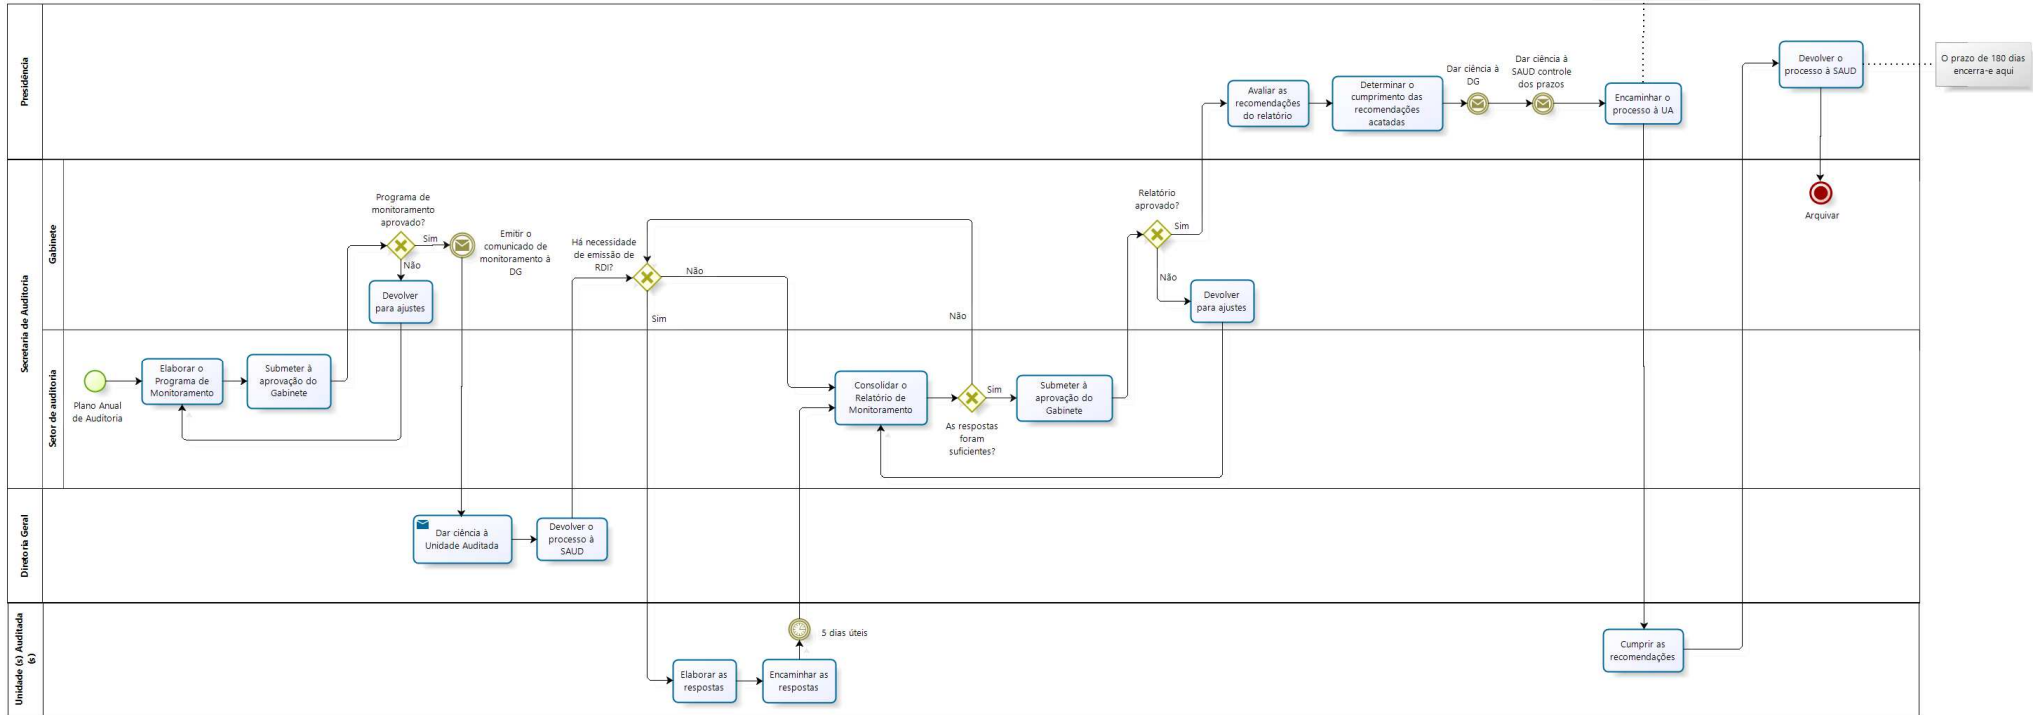 Presidência
Avaliar as
recomendações
do relatório
Determinar o
cumprimento das
recomendações
acatadas
Dar ciência à
DG
Dar ciência à
SAUD controle
dos prazos
Encaminhar o
processo à UA
Devolver o
processo à SAUD
O prazo de 180 dias
encerra-e aqui
Secretaria de Auditoria
Gabinete
Programa de
monitoramento
aprovado?
Sim
Não
Emitir o
comunicado de
monitoramento à
DG
Devolver
para ajustes
Há necessidade
de emissão de
RDI?
Não
Sim
Não
Relatório
aprovado?
Sim
Não
Devolver
para ajustes
Arquivar
Setor de auditoria
Plano Anual
de Auditoria
Elaborar o
Programa de
Monitoramento
Submeter à
aprovação do
Gabinete
Consolidar o
Relatório de
Monitoramento
Sim
As respostas
foram
suficientes?
Submeter à
aprovação do
Gabinete
Diretoria Geral
Dar ciência à
Unidade Auditada
Devolver o
processo à
SAUD
Unidade (s) Auditada
(s)
5 dias úteis
Elaborar as
respostas
Encaminhar as
respostas
Cumprir as
recomendações